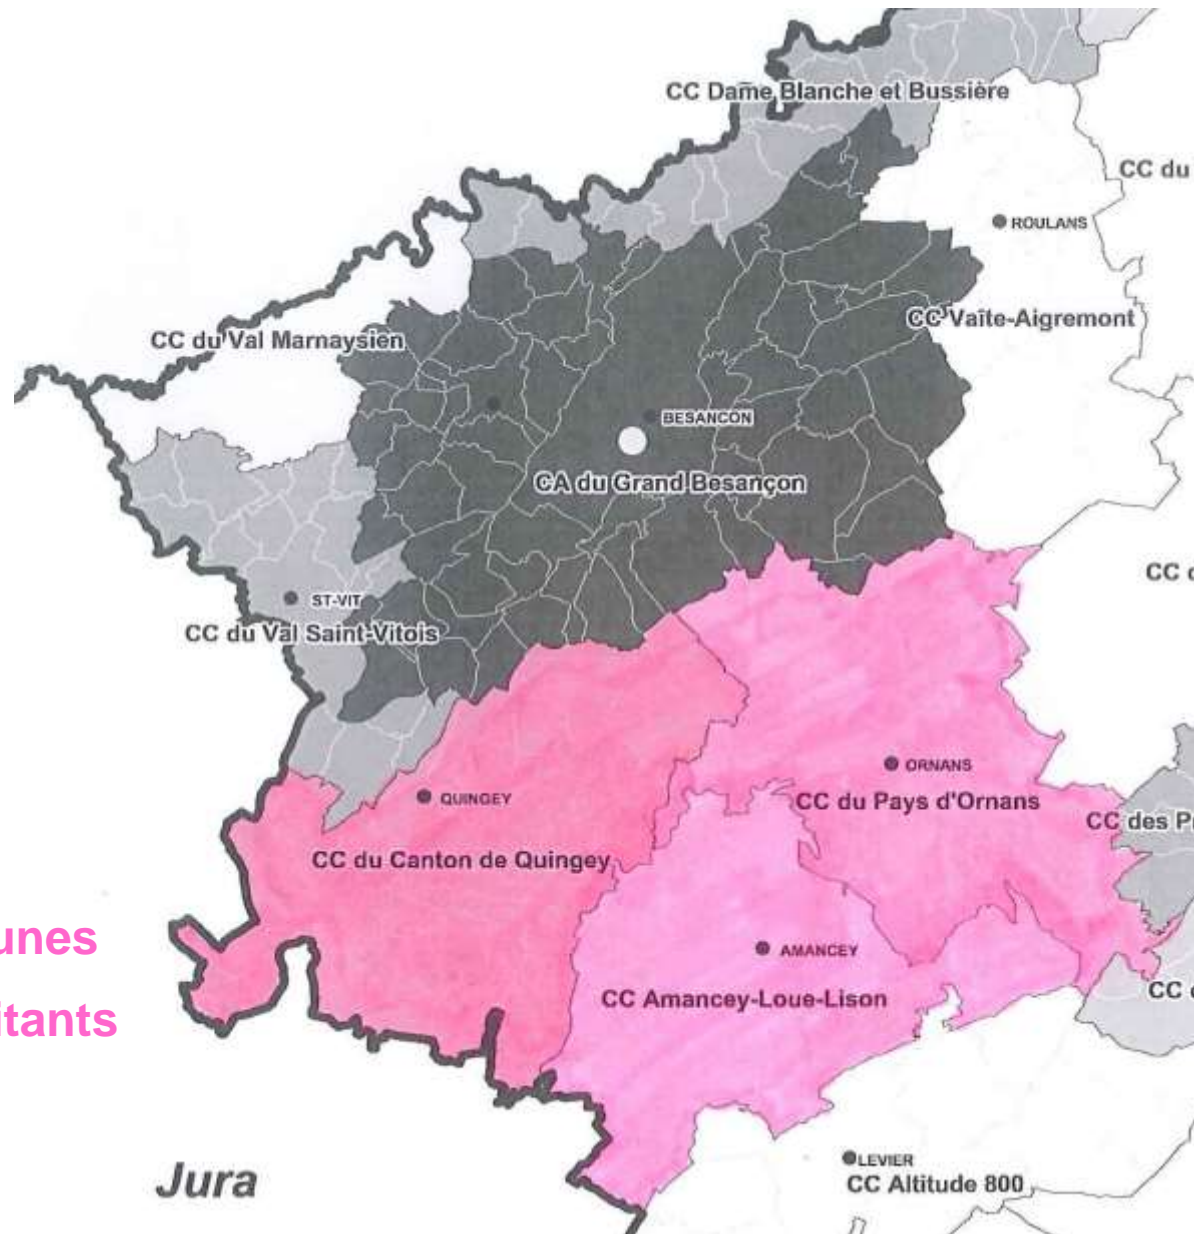 CC Dame Blanche et Bussière
CC du
ROULANS
CC Vaîte-Aigremont
CC du Val Marnaysien
BESANCON
CA du Grand Besançon
CC
ST-VIT
CC du Val Saint-Vitois
ORNANS
QUINGEY
CC du Pays d'Ornans
CC des
CC du Canton de Quingey
unes
AMANCEY
CC
CC Amancey-Loue-Lison
itants
LEVIER
Jura
CC Altitude 800